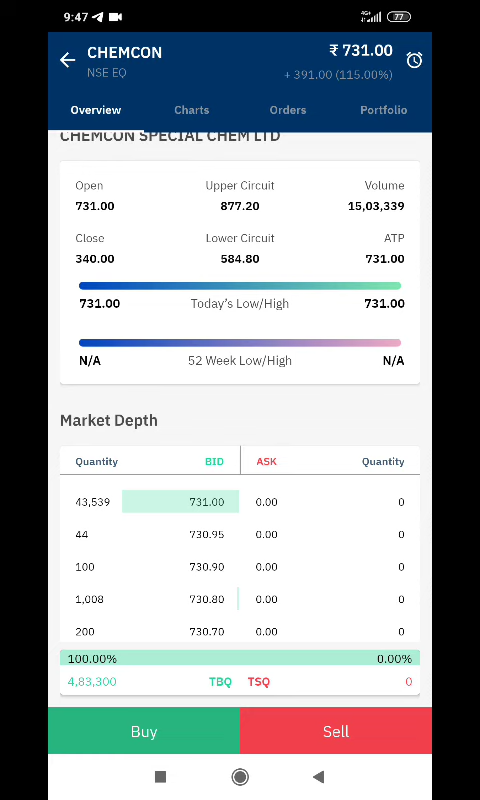 9:47 4G+ 77
CHEMCON ₹ 731.00
NSE EQ + 391.00 (115.00%)
Overview Charts Orders Portfolio
CHEMCON SPECIAL CHEM LTD
Open Upper Circuit Volume
731.00 877.20 15,03,339
Close Lower Circuit ATP
340.00 584.80 731.00
731.00 Today's Low/High 731.00
N/A 52 Week Low/High N/A
Market Depth
Quantity BID ASK Quantity
43,539 731.00 0.00 0
44 730.95 0.00 0
100 730.90 0.00 0
1,008 730.80 0.00 0
200 730.70 0.00 0
100.00% 0.00%
4,83,300 TBQ TSQ 0
Buy Sell